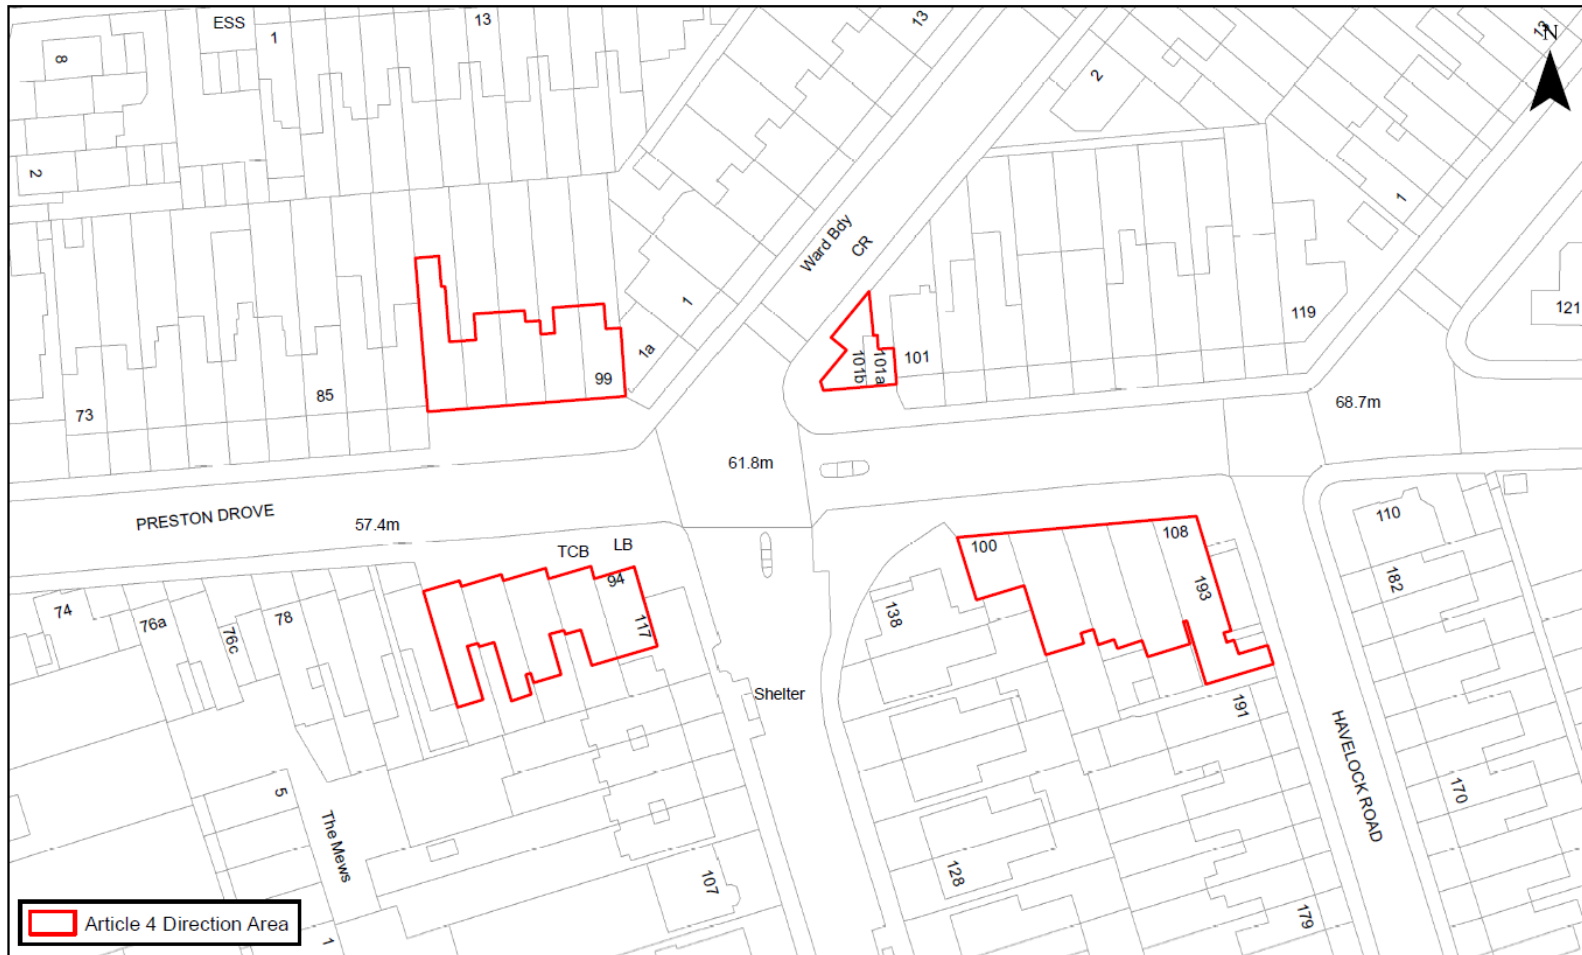 ESS
1
13
13
13
N
8
2
2
1
1
Ward Bdy
CR
1a
119
121
101
101b
101a
99
85
73
68.7m
61.8m
PRESTON DROVE
57.4m
TCB
LB
94
117
100
108
193
110
182
138
74
76a
76c
78
Shelter
191
HAVELOCK ROAD
170
5
The Mews
128
107
179
1
Article 4 Direction Area